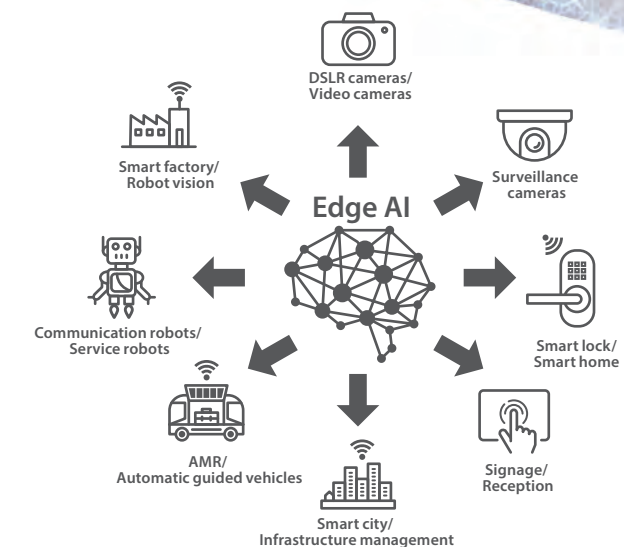 DSLR cameras/
Video cameras
Smart factory/
Robot vision
Surveillance
cameras
Edge AI
Communication robots/
Service robots
Smart lock/
Smart home
AMR/
Automatic guided vehicles
Signage/
Reception
Smart city/
Infrastructure management